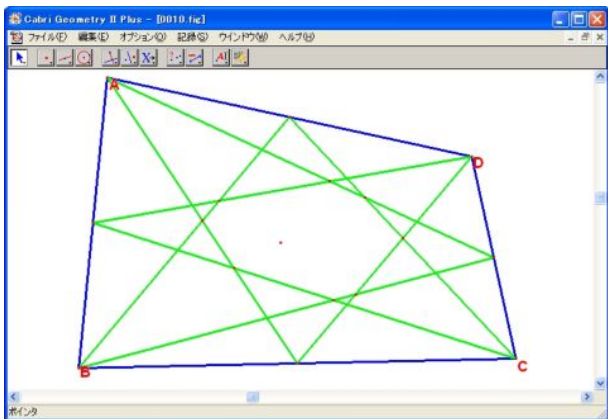 Cabri Geometry II Plus - [0010.fig]
ファイル(F) 編集(E) オプション(O) 記録(S) ウインドウ(W) ヘルプ(H)
A
D
B
C
ポインタ